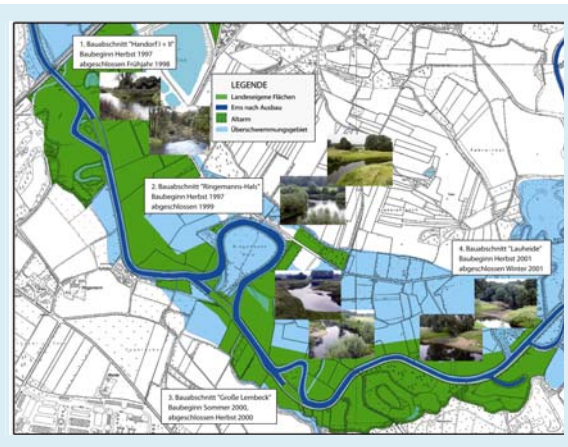 1. Bauabschnitt "Handorf I + II"
Baubeginn Herbst 1997
abgeschlossen Frühjahr 1998
LEGENDE
Landeseigene Flächen
Ems nach Ausbau
Altarm
Überschwemmungsgebiet
2. Bauabschnitt "Ringemanns-Hals"
Baubeginn Herbst 1997
abgeschlossen 1999
4. Bauabschnitt "Lauheide"
Baubeginn Herbst 2001
abgeschlossen Winter 2001
3. Bauabschnitt "Große Lembeck"
Baubeginn Sommer 2000,
abgeschlossen Herbst 2000